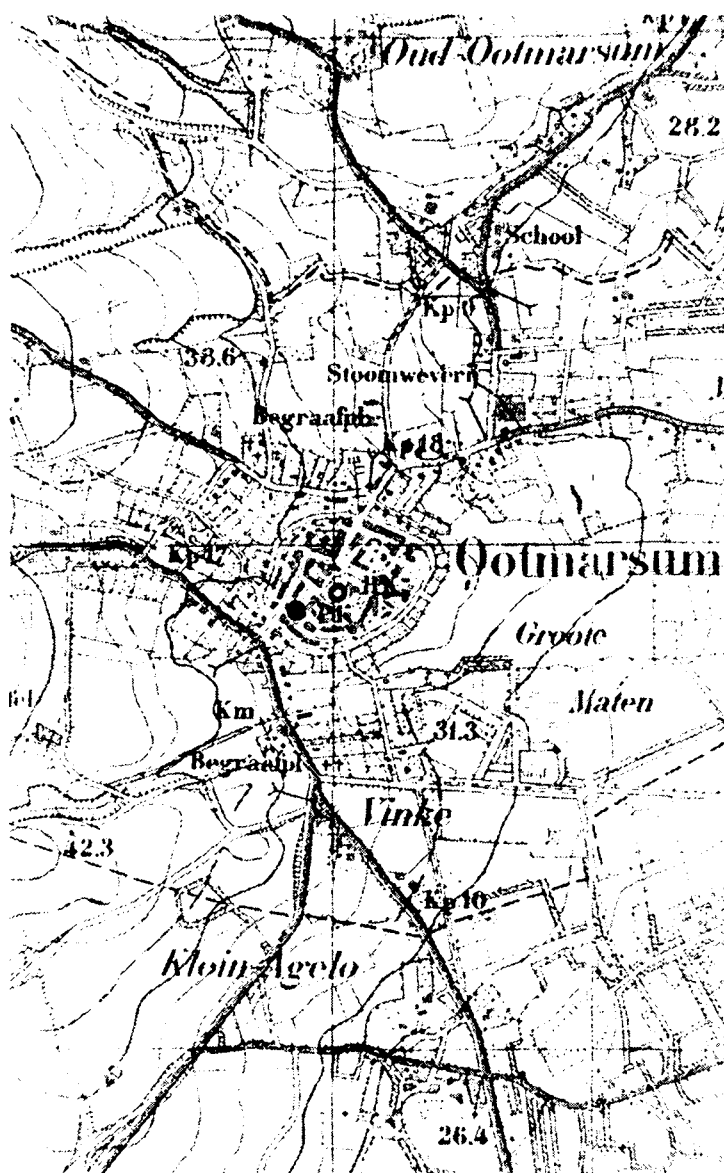 Oud Ootmarsum
28.2
School
Kp 9
38.6
Stoomweverij
Begraafpl.
Kp 18
Kp 17
Ootmarsum
Groote
Maten
Km
31.3
Begraafpl
Vinke
42.3
Kp 10
Klein Agelo
26.4